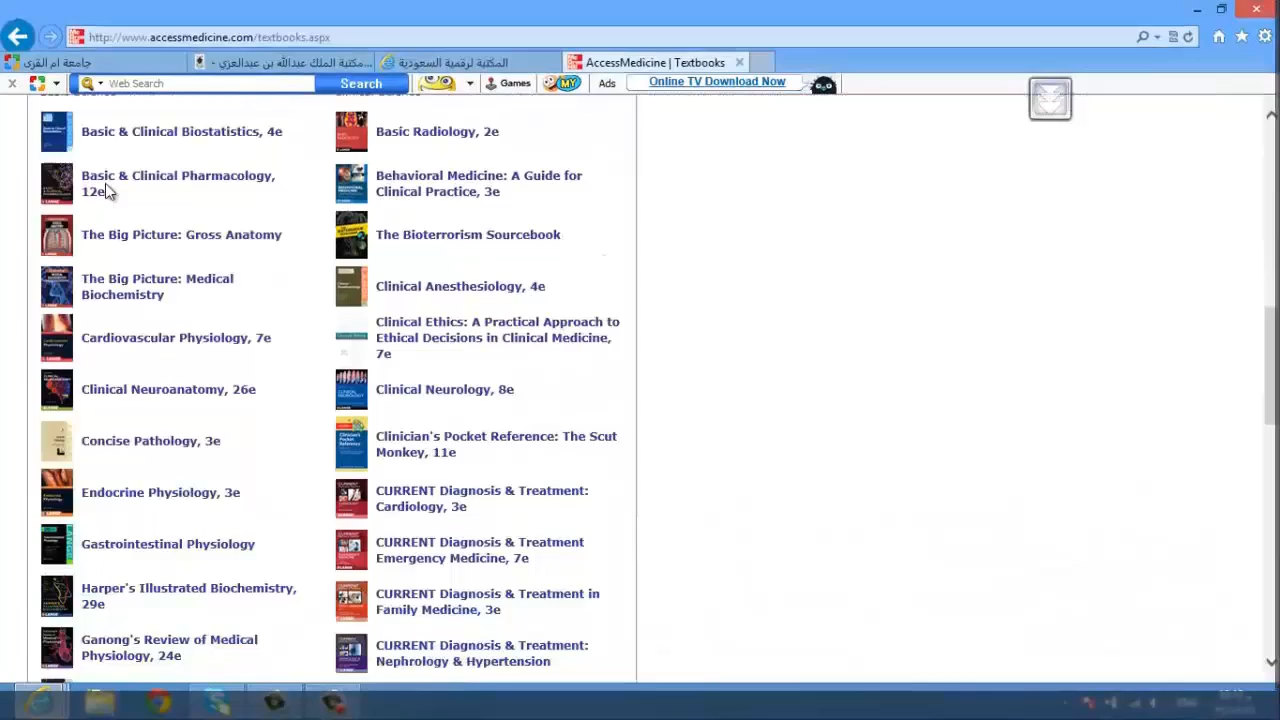 http://www.accessmedicine.com/textbooks.aspx
جامعة ام القرى
مكتبة الملك عبدالله بن عبدالعزي...
المكتبة لرقمية السعودية
AccessMedicine | Textbooks
Web Search
Search
Games
MY
Ads
Online TV Download Now
Basic & Clinical Biostatistics, 4e
Basic & Clinical Pharmacology,
12e
The Big Picture: Gross Anatomy
The Big Picture: Medical
Biochemistry
Cardiovascular Physiology, 7e
Clinical Neuroanatomy, 26e
Concise Pathology, 3e
Endocrine Physiology, 3e
Gastrointestinal Physiology
Harper's Illustrated Biochemistry,
29e
Ganong's Review of Medical
Physiology, 24e
Basic Radiology, 2e
Behavioral Medicine: A Guide for
Clinical Practice, 3e
The Bioterrorism Sourcebook
Clinical Anesthesiology, 4e
Clinical Ethics: A Practical Approach to
Ethical Decisions in Clinical Medicine,
7e
Clinical Neurology, 8e
Clinician's Pocket Reference: The Scut
Monkey, 11e
CURRENT Diagnosis & Treatment:
Cardiology, 3e
CURRENT Diagnosis & Treatment
Emergency Medicine, 7e
CURRENT Diagnosis & Treatment in
Family Medicine, 3e
CURRENT Diagnosis & Treatment:
Nephrology & Hypertension